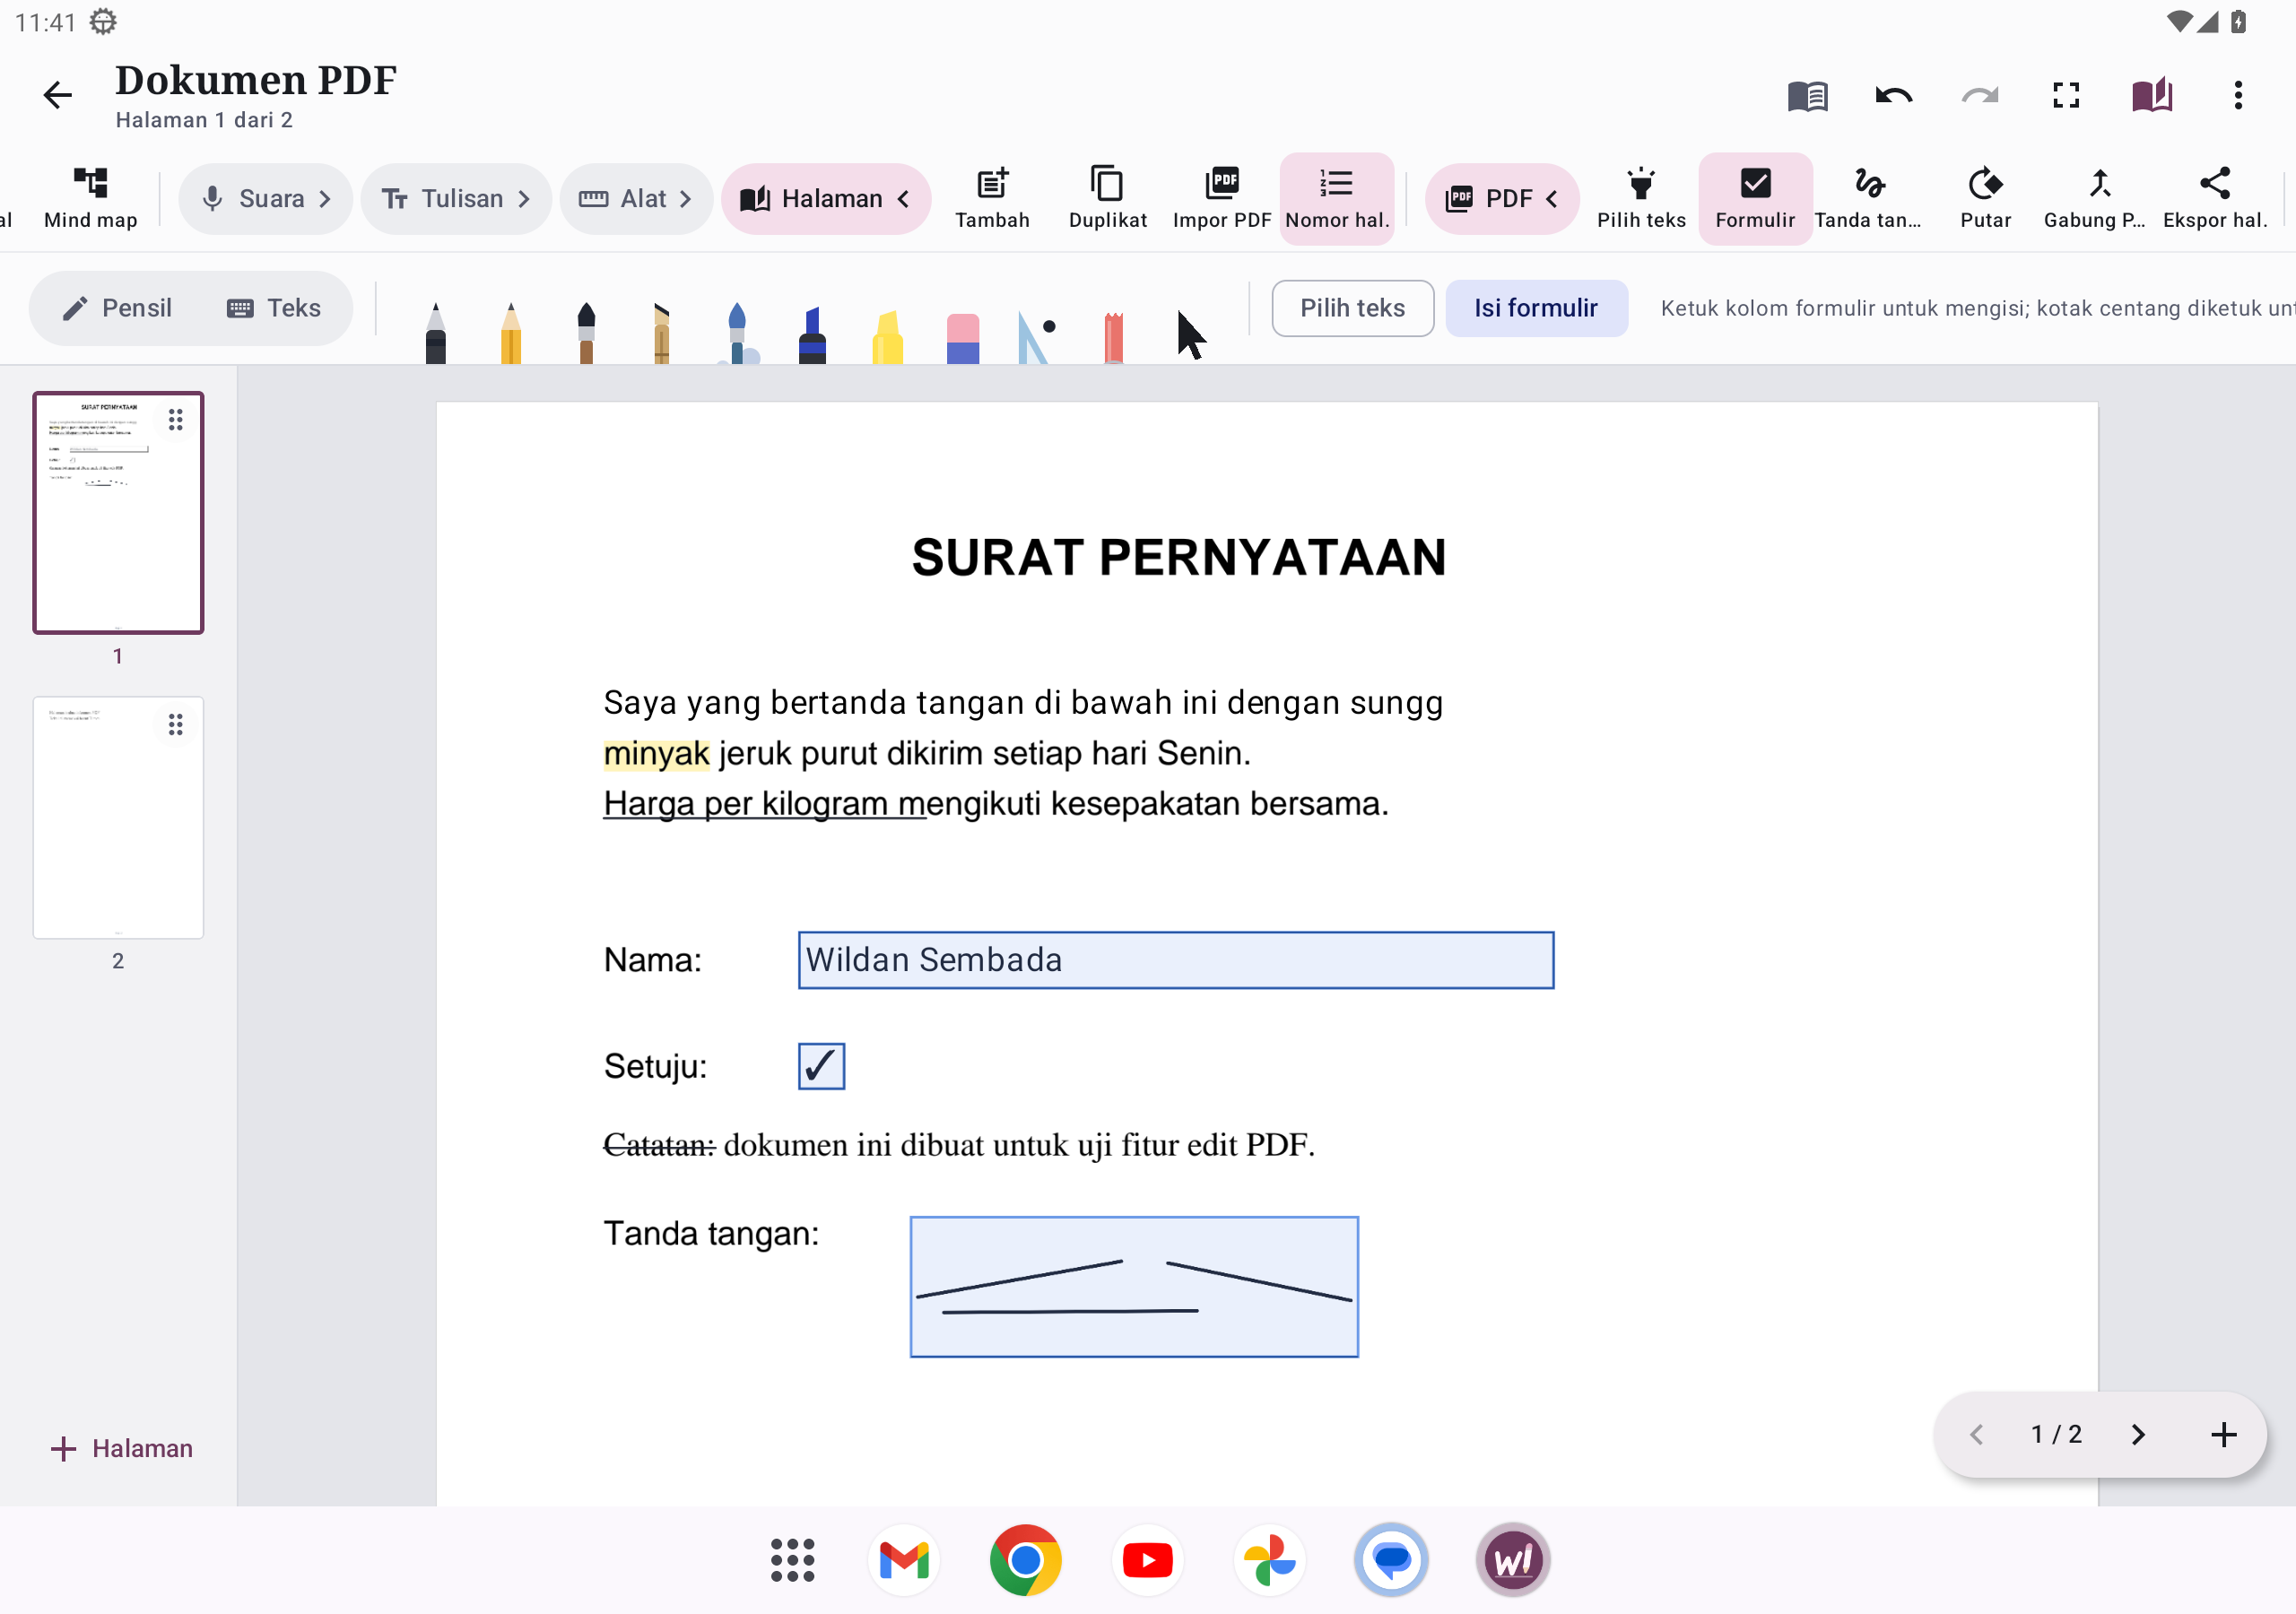 11:41
Dokumen PDF
Halaman 1 dari 2
al
Mind map
Suara
Tulisan
Alat
Halaman
Tambah
Duplikat
Impor PDF
Nomor hal.
PDF
Pilih teks
Formulir
Tanda tan...
Putar
Gabung P...
Ekspor hal.
Pensil
Teks
Pilih teks
Isi formulir
Ketuk kolom formulir untuk mengisi; kotak centang diketuk unt
SURAT PERNYATAAN
1
2
Halaman
SURAT PERNYATAAN
Saya yang bertanda tangan di bawah ini dengan sungg
minyak jeruk purut dikirim setiap hari Senin.
Harga per kilogram mengikuti kesepakatan bersama.
Nama: Wildan Sembada
Setuju: ✓
Catatan: dokumen ini dibuat untuk uji fitur edit PDF.
Tanda tangan:
1 / 2